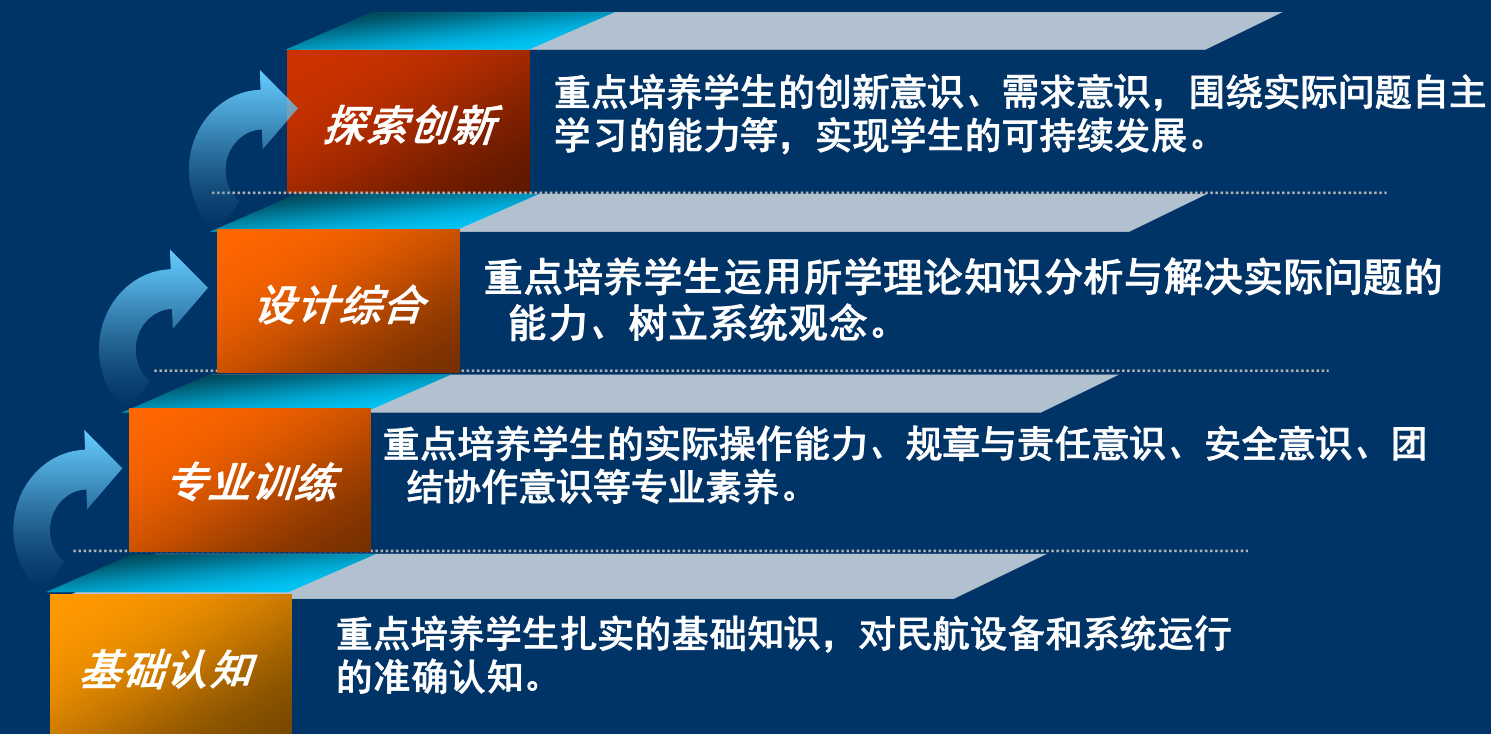 探索创新
重点培养学生的创新意识、需求意识，围绕实际问题自主
学习的能力等，实现学生的可持续发展。
设计综合
重点培养学生运用所学理论知识分析与解决实际问题的
能力、树立系统观念。
专业训练
重点培养学生的实际操作能力、规章与责任意识、安全意识、团
结协作意识等专业素养。
基础认知
重点培养学生扎实的基础知识，对民航设备和系统运行
的准确认知。